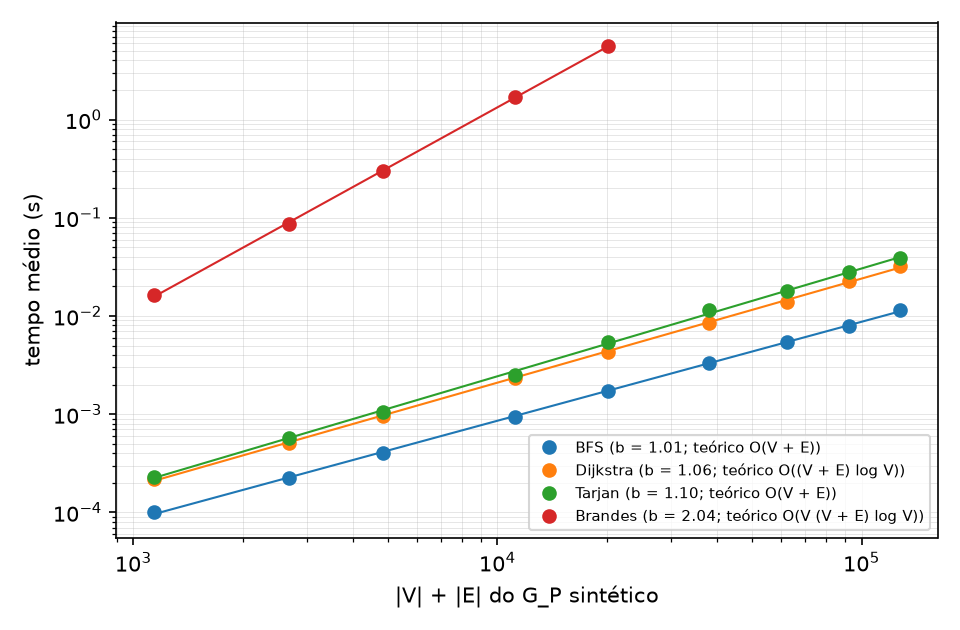 10^0
10^-1
10^-2
10^-3
10^-4
tempo médio (s)
BFS (b = 1.01; teórico O(V + E))
Dijkstra (b = 1.06; teórico O((V + E) log V))
Tarjan (b = 1.10; teórico O(V + E))
Brandes (b = 2.04; teórico O(V (V + E) log V))
10^3
10^4
10^5
|V| + |E| do G_P sintético